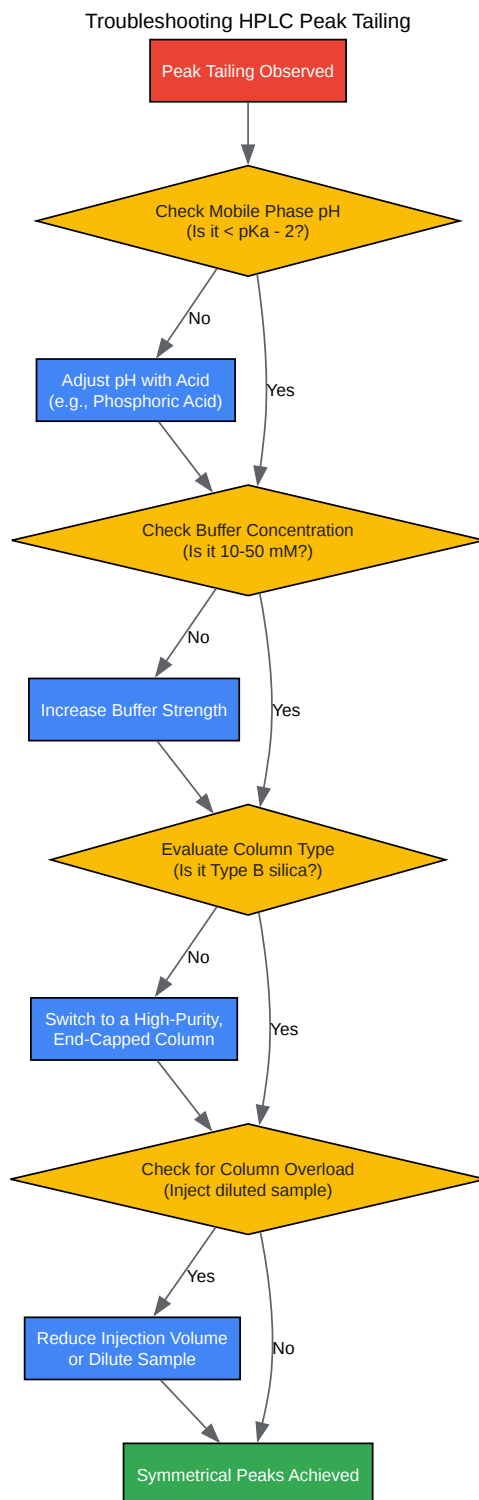 Troubleshooting HPLC Peak Tailing
Peak Tailing Observed
Check Mobile Phase pH
(Is it < pKa - 2?)
No
Yes
Adjust pH with Acid
(e.g., Phosphoric Acid)
Check Buffer Concentration
(Is it 10-50 mM?)
No
Yes
Increase Buffer Strength
Evaluate Column Type
(Is it Type B silica?)
No
Yes
Switch to a High-Purity,
End-Capped Column
Check for Column Overload
(Inject diluted sample)
Yes
No
Reduce Injection Volume
or Dilute Sample
Symmetrical Peaks Achieved